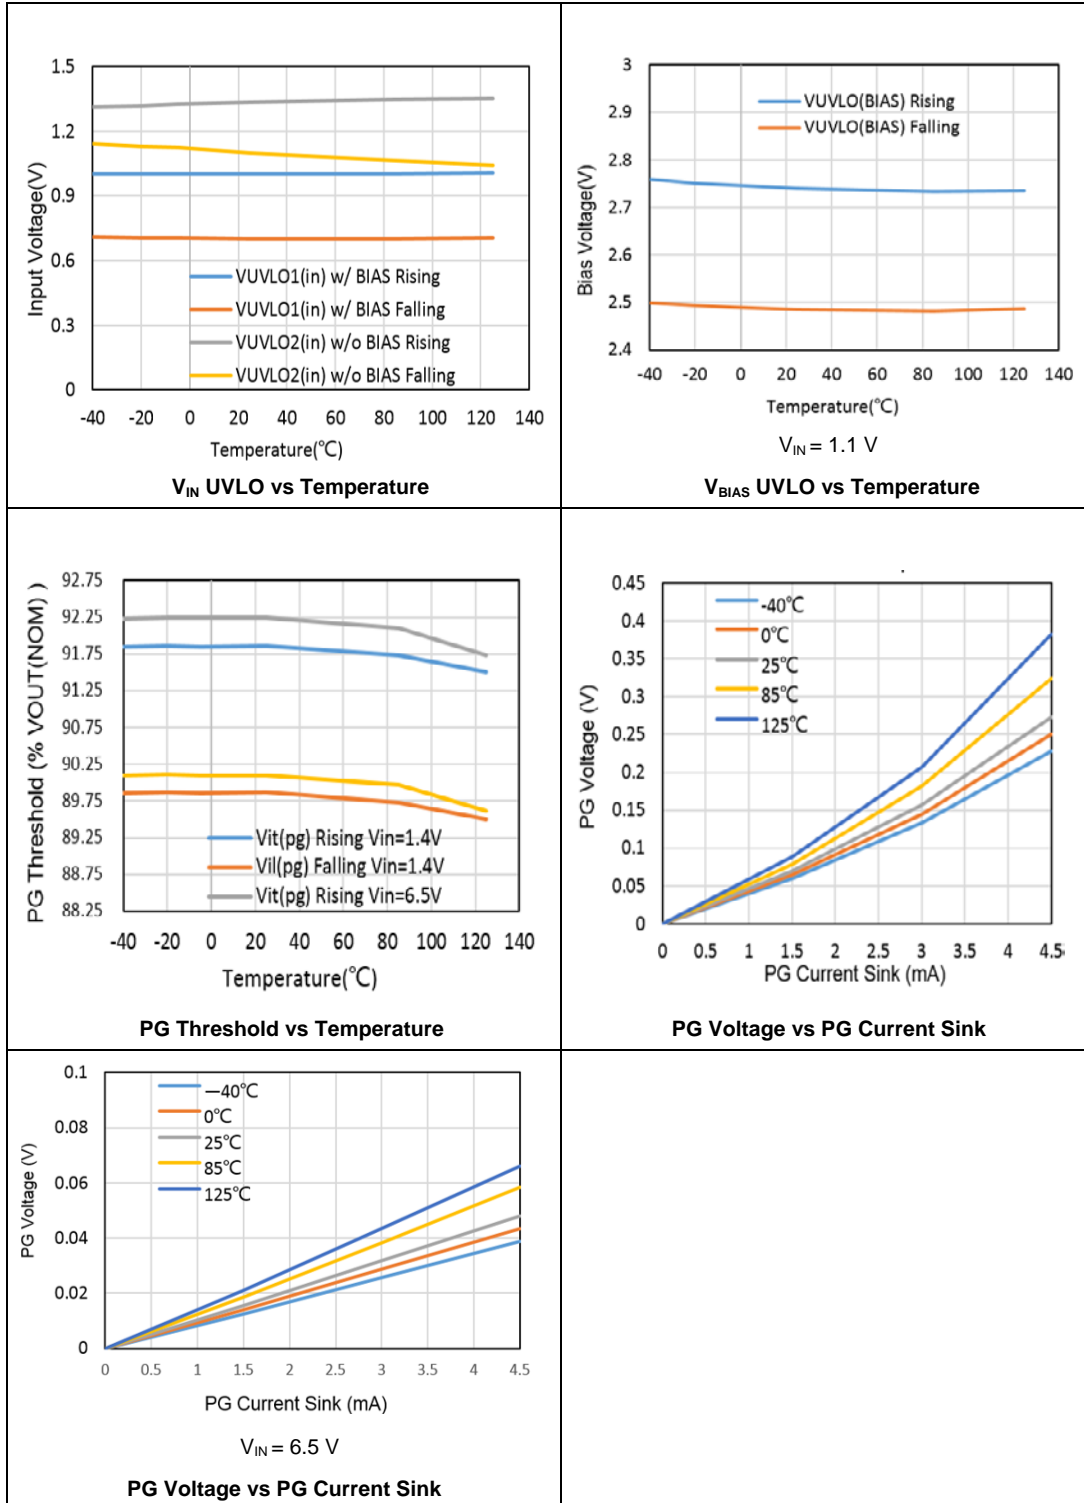 1.5
1.2
0.9
0.6
0.3
0
Input Voltage(V)
VUVLO1(in) w/ BIAS Rising
VUVLO1(in) w/ BIAS Falling
VUVLO2(in) w/o BIAS Rising
VUVLO2(in) w/o BIAS Falling
-40 -20 0 20 40 60 80 100 120 140
Temperature(℃)
VIN UVLO vs Temperature
3
2.9
2.8
2.7
2.6
2.5
2.4
Bias Voltage(V)
VUVLO(BIAS) Rising
VUVLO(BIAS) Falling
-40 -20 0 20 40 60 80 100 120 140
Temperature(℃)
VIN = 1.1 V
VBIAS UVLO vs Temperature
92.75
92.25
91.75
91.25
90.75
90.25
89.75
89.25
88.75
88.25
PG Threshold (% VOUT(NOM) )
Vit(pg) Rising Vin=1.4V
Vil(pg) Falling Vin=1.4V
Vit(pg) Rising Vin=6.5V
-40 -20 0 20 40 60 80 100 120 140
Temperature(℃)
PG Threshold vs Temperature
0.45
0.4
0.35
0.3
0.25
0.2
0.15
0.1
0.05
0
PG Voltage (V)
-40℃
0℃
25℃
85℃
125℃
0 0.5 1 1.5 2 2.5 3 3.5 4 4.5
PG Current Sink (mA)
PG Voltage vs PG Current Sink
0.1
0.08
0.06
0.04
0.02
0
PG Voltage (V)
—40℃
0℃
25℃
85℃
125℃
0 0.5 1 1.5 2 2.5 3 3.5 4 4.5
PG Current Sink (mA)
VIN = 6.5 V
PG Voltage vs PG Current Sink